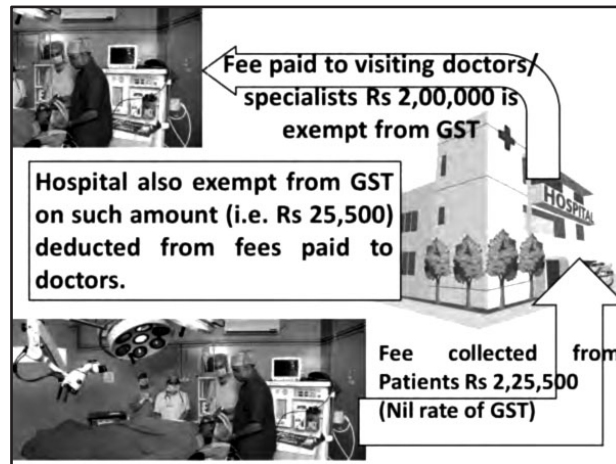 Fee paid to visiting doctors/
specialists Rs 2,00,000 is
exempt from GST
HOSPITAL
Hospital also exempt from GST
on such amount (i.e. Rs 25,500)
deducted from fees paid to
doctors.
Fee collected from
Patients Rs 2,25,500
(Nil rate of GST)